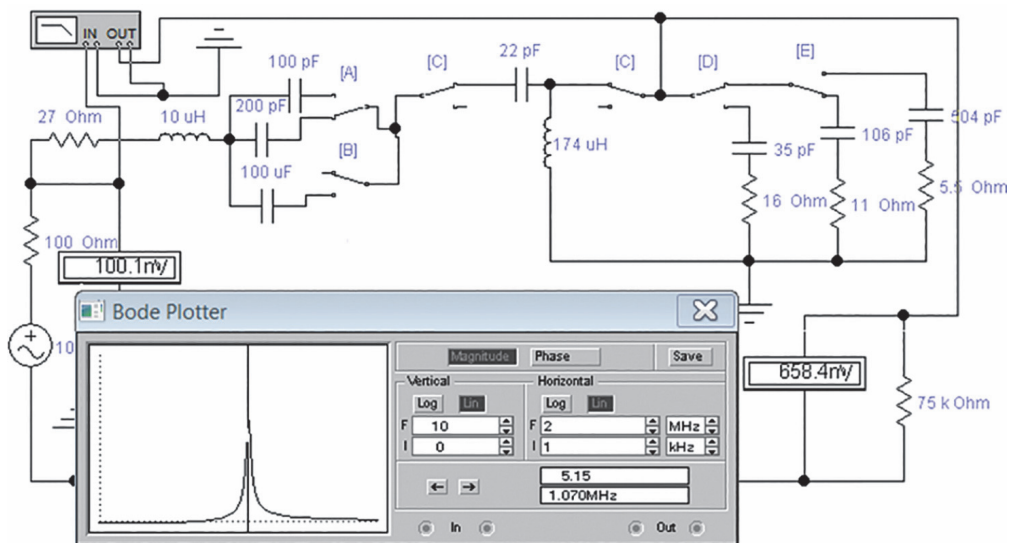 IN OUT
100 pF
[A]
[C]
22 pF
[C]
[D]
[E]
27 Ohm
10 uH
200 pF
504 pF
106 pF
35 pF
174 uH
[B]
100 uF
16 Ohm
11 Ohm
5.5 Ohm
100 Ohm
100.1mV
Bode Plotter
10
Magnitude
Phase
Save
Vertical
Horizontal
Log
Lin
Log
Lin
F 10
F 2
MHz
I 0
I 1
kHz
5.15
1.070MHz
In
Out
658.4mV
75 k Ohm